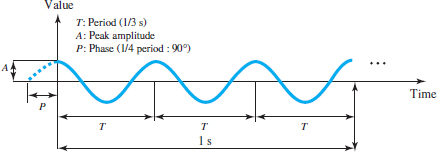 Value
T: Period (1/3 s)
A: Peak amplitude
P: Phase (1/4 period : 90°)
A
...
Time
P
T
T
T
1 s